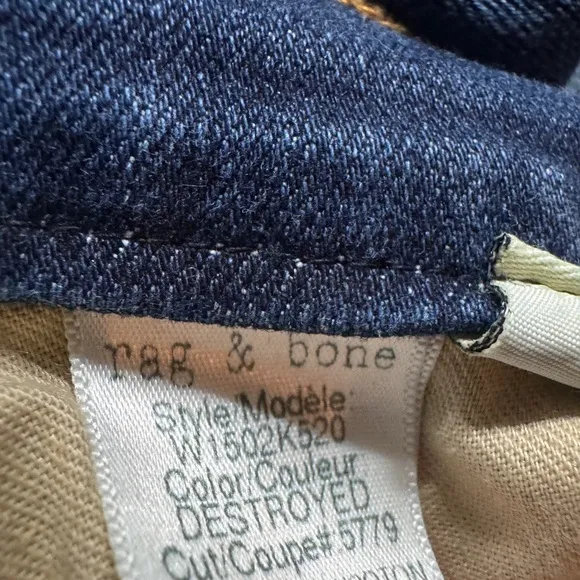 rag & bone
Style/Modèle:
W1502K520
Color/Couleur
DESTROYED
Cut/Coupe# 5779